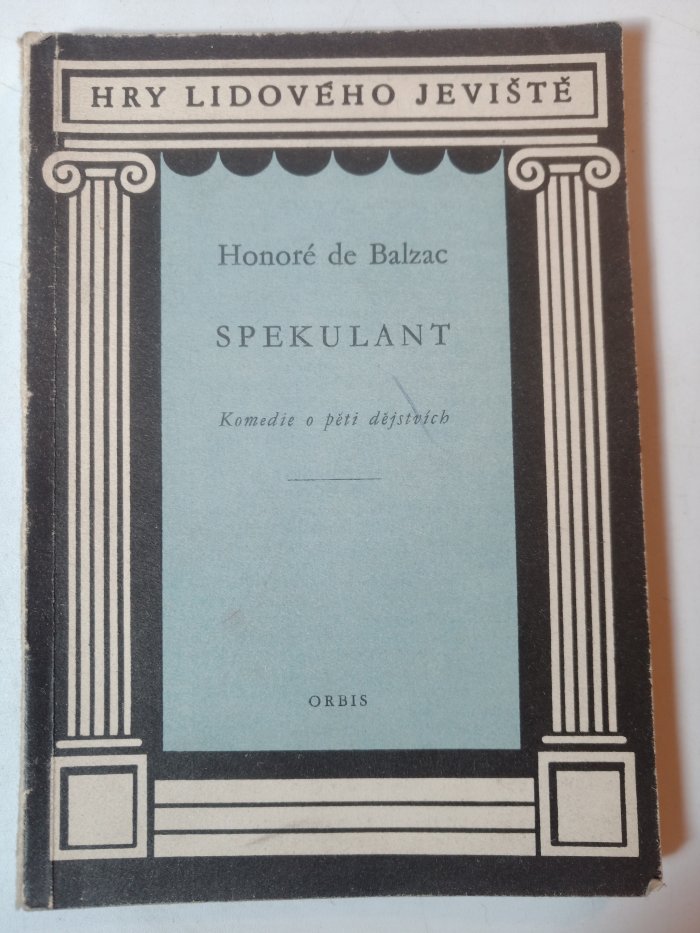 HRY LIDOVÉHO JEVIŠTĚ
Honoré de Balzac
SPEKULANT
Komedie o pěti dějstvích
ORBIS